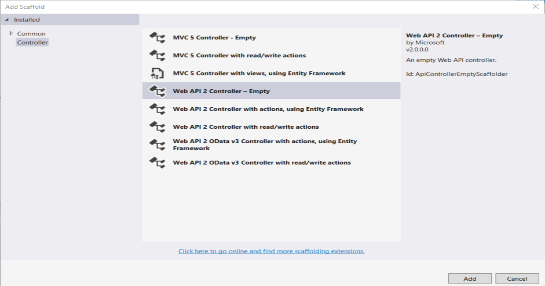 Add Scaffold
Installed
Common
Controller
MVC 5 Controller - Empty
MVC 5 Controller with read/write actions
MVC 5 Controller with views, using Entity Framework
Web API 2 Controller – Empty
Web API 2 Controller with actions, using Entity Framework
Web API 2 Controller with read/write actions
Web API 2 OData v3 Controller with actions, using Entity
Framework
Web API 2 OData v3 Controller with read/write actions
Web API 2 Controller – Empty
by Microsoft
v2.0.0.0
An empty Web API controller.
Id: ApiControllerEmptyScaffolder
Click here to go online and find more scaffolding extensions.
Add
Cancel